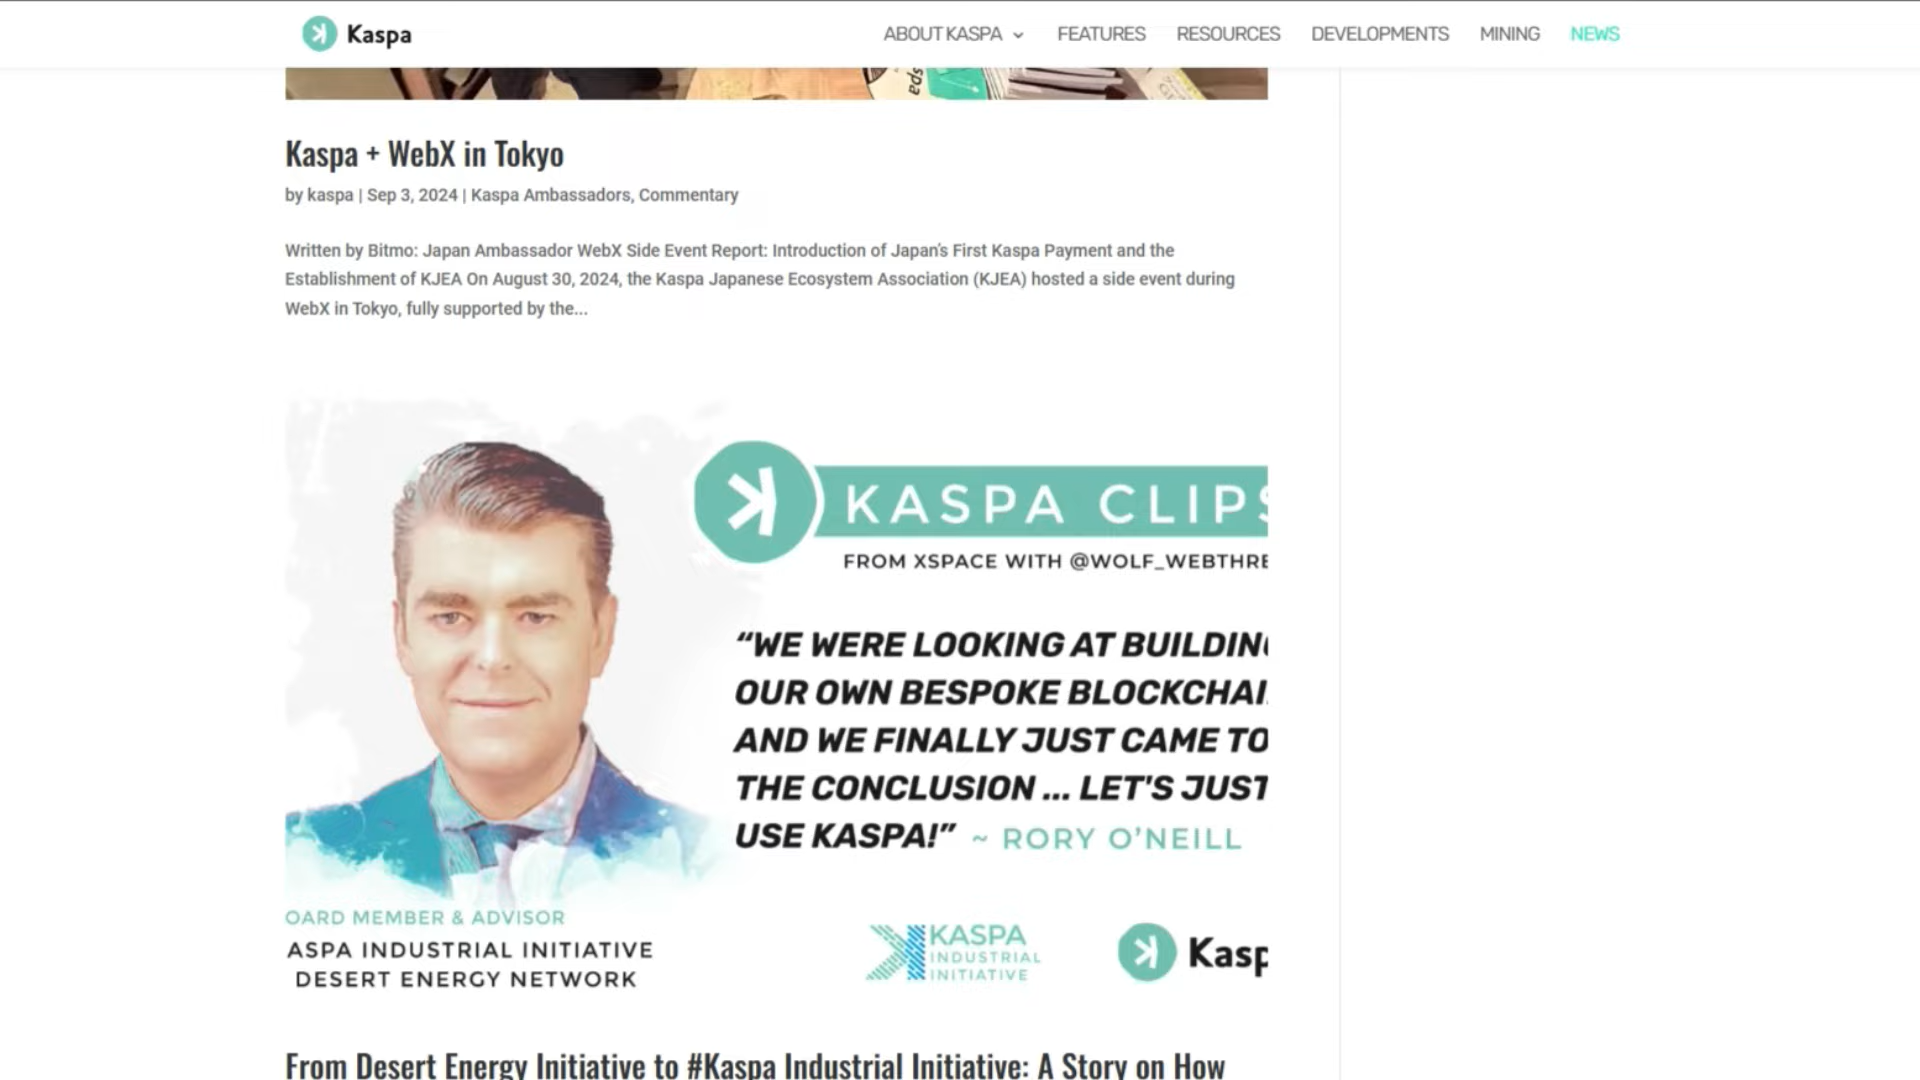 Kaspa
ABOUT KASPA
FEATURES
RESOURCES
DEVELOPMENTS
MINING
NEWS
spa
Kaspa + WebX in Tokyo
by kaspa | Sep 3, 2024 | Kaspa Ambassadors, Commentary
Written by Bitmo: Japan Ambassador WebX Side Event Report: Introduction of Japan's First Kaspa Payment and the
Establishment of KJEA On August 30, 2024, the Kaspa Japanese Ecosystem Association (KJEA) hosted a side event during
WebX in Tokyo, fully supported by the...
KASPA CLIPS
FROM XSPACE WITH @WOLF_WEBTHRE
“WE WERE LOOKING AT BUILDING
OUR OWN BESPOKE BLOCKCHAI
AND WE FINALLY JUST CAME TO
THE CONCLUSION ... LET'S JUST
USE KASPA!” ~ RORY O’NEILL
OARD MEMBER & ADVISOR
ASPA INDUSTRIAL INITIATIVE
DESERT ENERGY NETWORK
KASPA
INDUSTRIAL
INITIATIVE
Kasp
From Desert Energy Initiative to #Kaspa Industrial Initiative: A Story on How